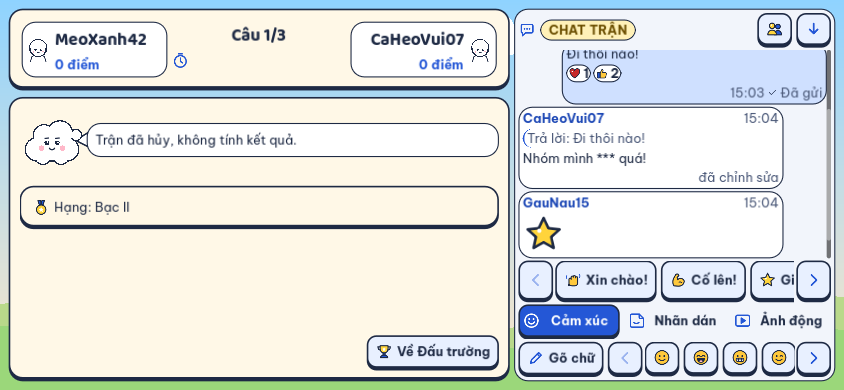 MeoXanh42
0 điểm
Câu 1/3
CaHeoVui07
0 điểm
Trận đã hủy, không tính kết quả.
Hạng: Bạc II
Về Đấu trường
CHAT TRẬN
Đi thôi nào!
1 2
15:03 ✓ Đã gửi
CaHeoVui07 15:04
Trả lời: Đi thôi nào!
Nhóm mình *** quá!
đã chỉnh sửa
GauNau15 15:04
Xin chào! Cố lên! Gi
Cảm xúc Nhãn dán Ảnh động
Gõ chữ